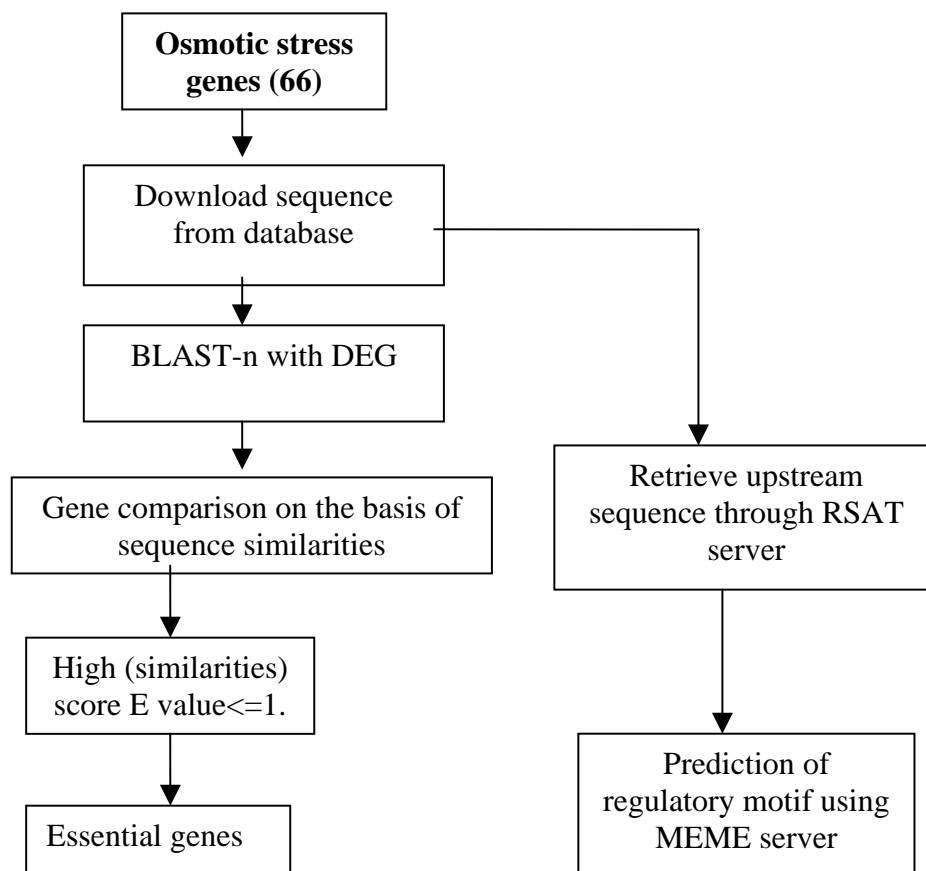 Osmotic stress
genes (66)
Download sequence
from database
BLAST-n with DEG
Gene comparison on the basis of
sequence similarities
High (similarities)
score E value<=1.
Essential genes
Retrieve upstream
sequence through RSAT
server
Prediction of
regulatory motif using
MEME server